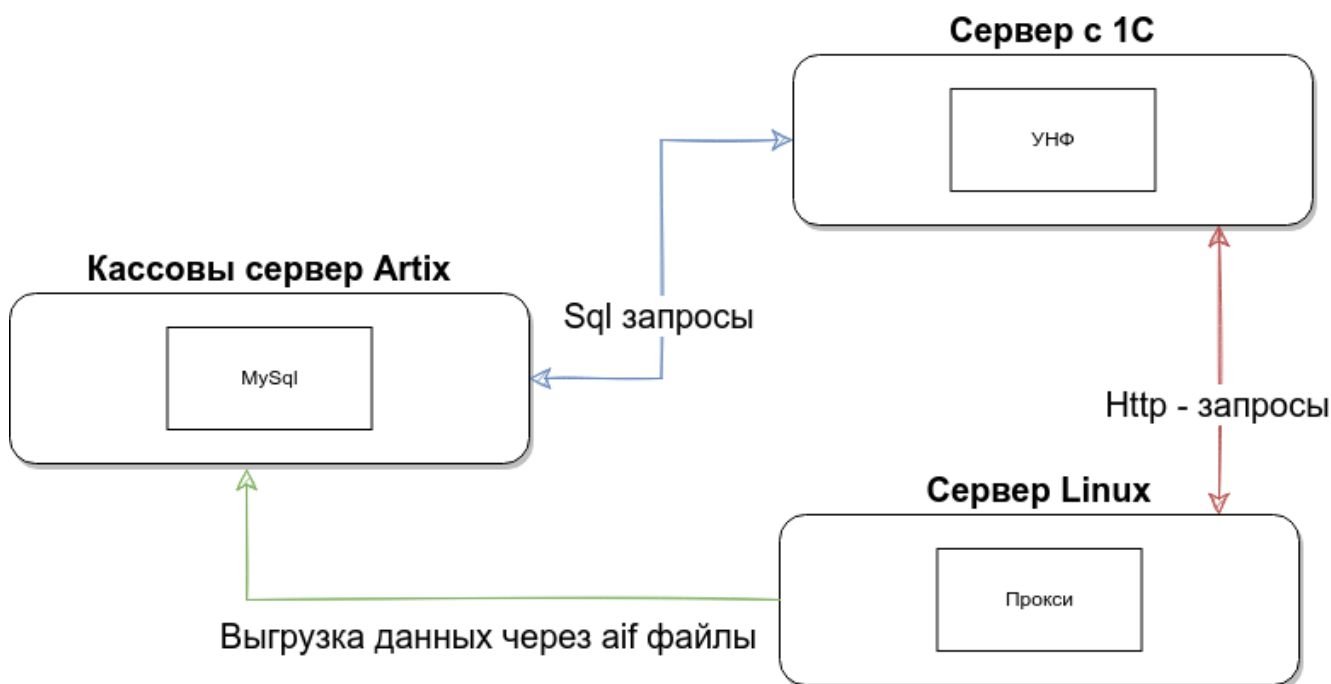 Сервер с 1С
УНФ
Кассовы сервер Artix
MySql
Sql запросы
Http - запросы
Сервер Linux
Прокси
Выгрузка данных через aif файлы